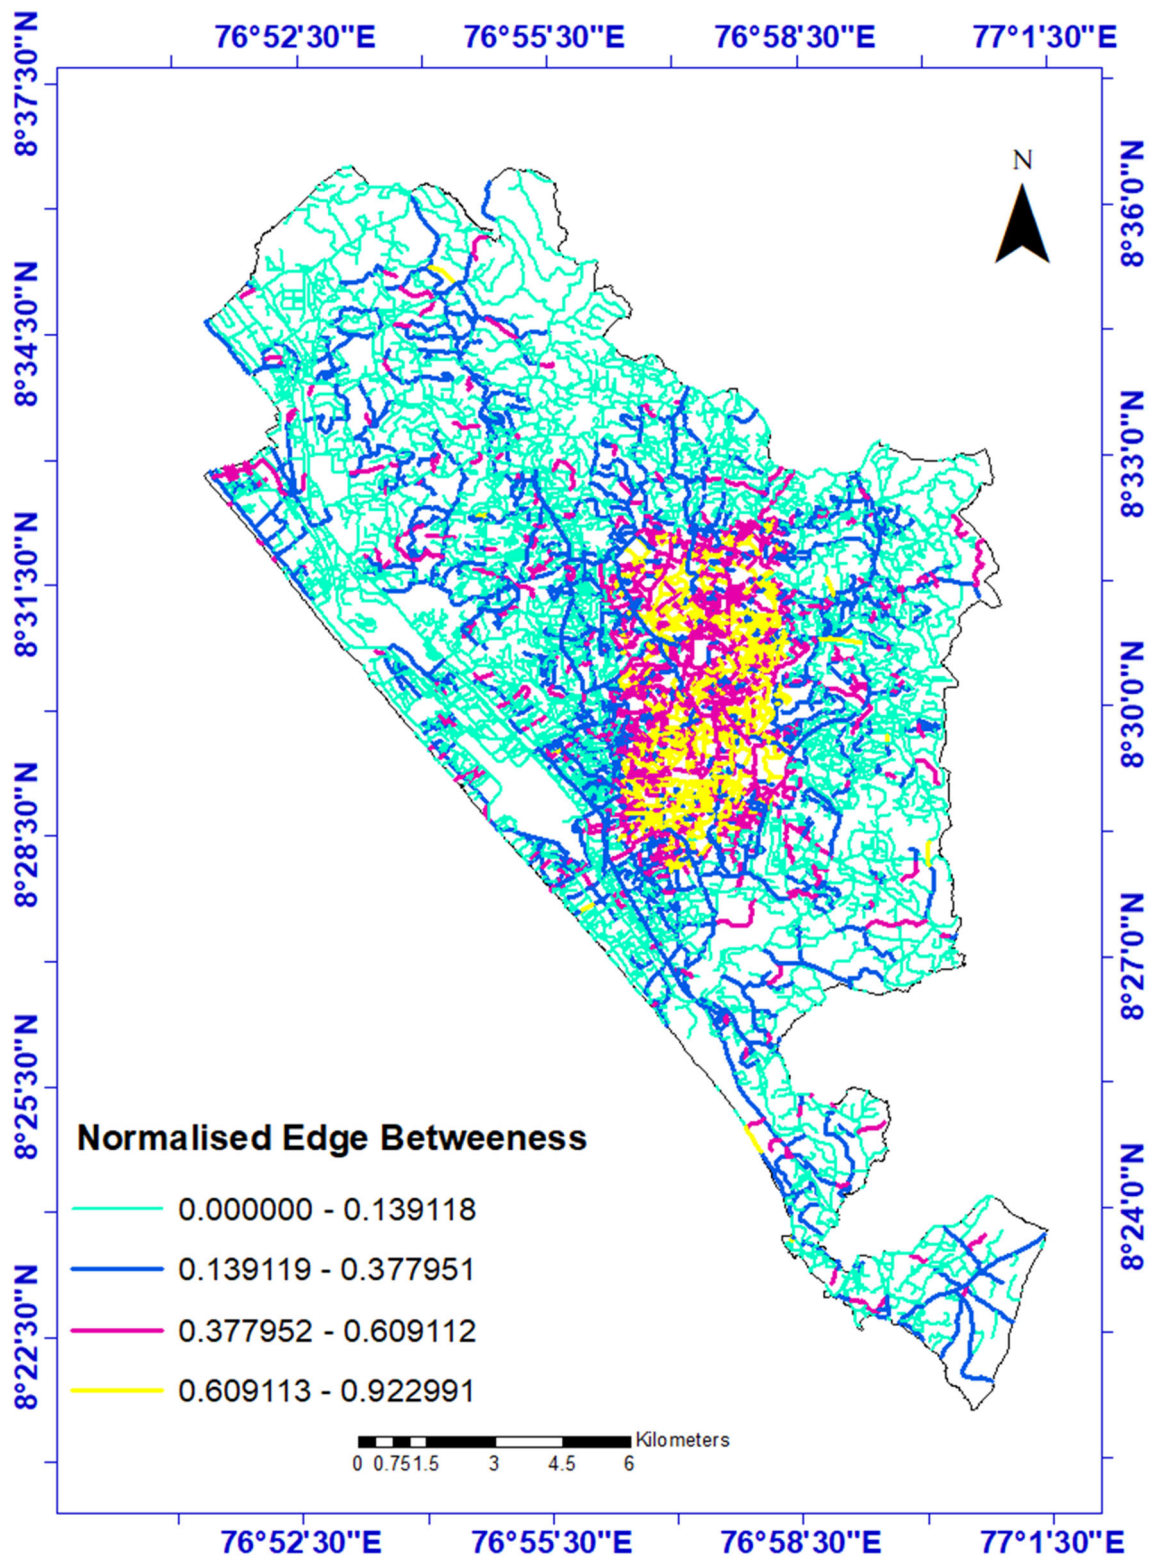 76°52'30"E 76°55'30"E 76°58'30"E 77°1'30"E
8°37'30"N
8°36'0"N
N
8°34'30"N
8°33'0"N
8°31'30"N
8°30'0"N
8°28'30"N
8°27'0"N
8°25'30"N
8°24'0"N
8°22'30"N
Normalised Edge Betweeness
0.000000 - 0.139118
0.139119 - 0.377951
0.377952 - 0.609112
0.609113 - 0.922991
Kilometers
0 0.75 1.5 3 4.5 6
76°52'30"E 76°55'30"E 76°58'30"E 77°1'30"E